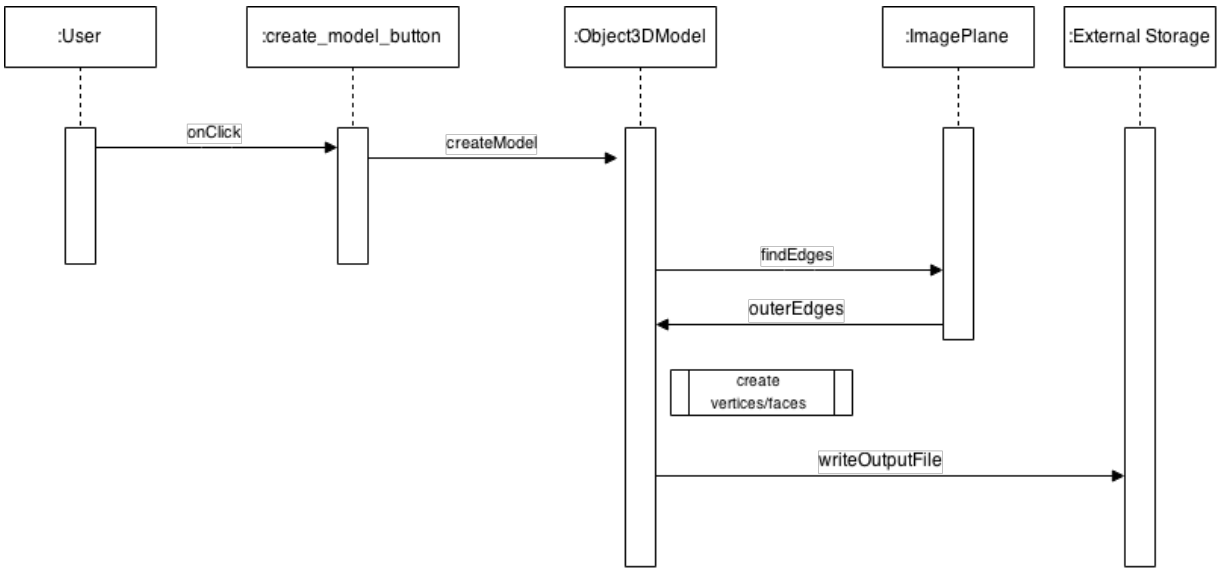 :User
:create_model_button
:Object3DModel
:ImagePlane
:External Storage
onClick
createModel
findEdges
outerEdges
create
vertices/faces
writeOutputFile